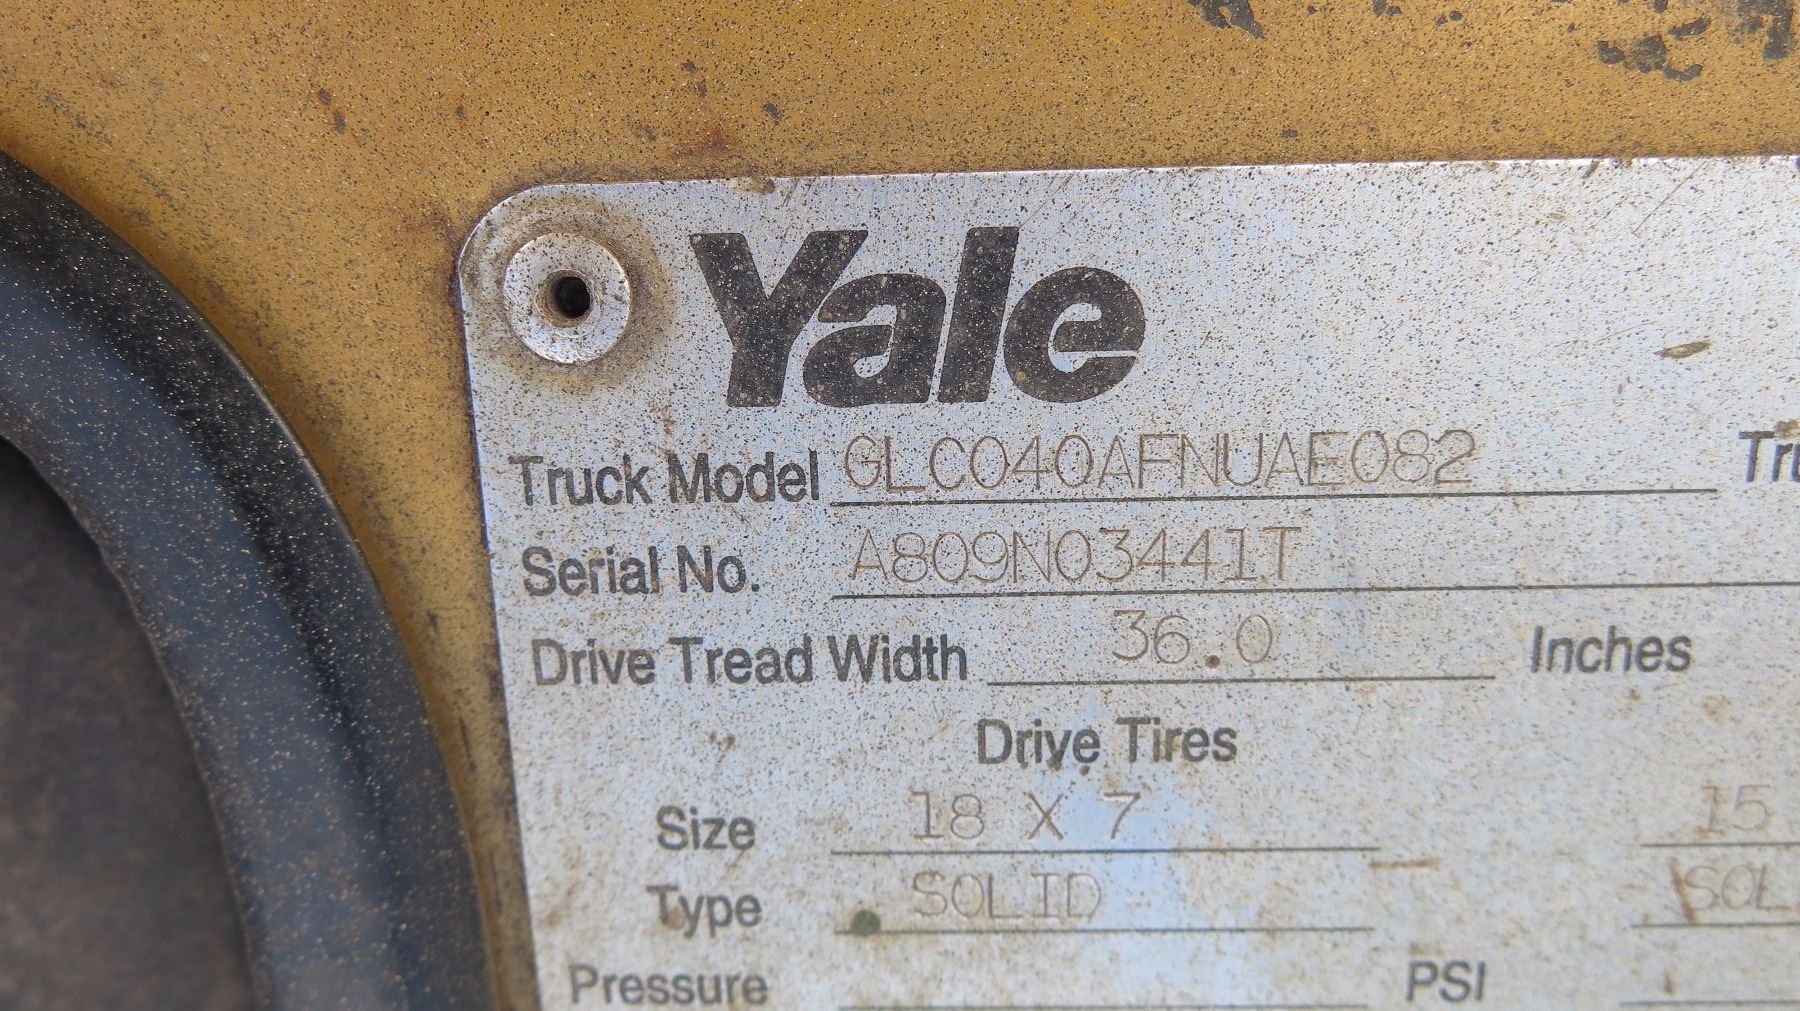 Yale
Truck Model GLC040AFNUAE082
Serial No. A809N03441T
Drive Tread Width 36.0 Inches
Drive Tires
Size 18 X 7 15
Type SOLID
Pressure PSI